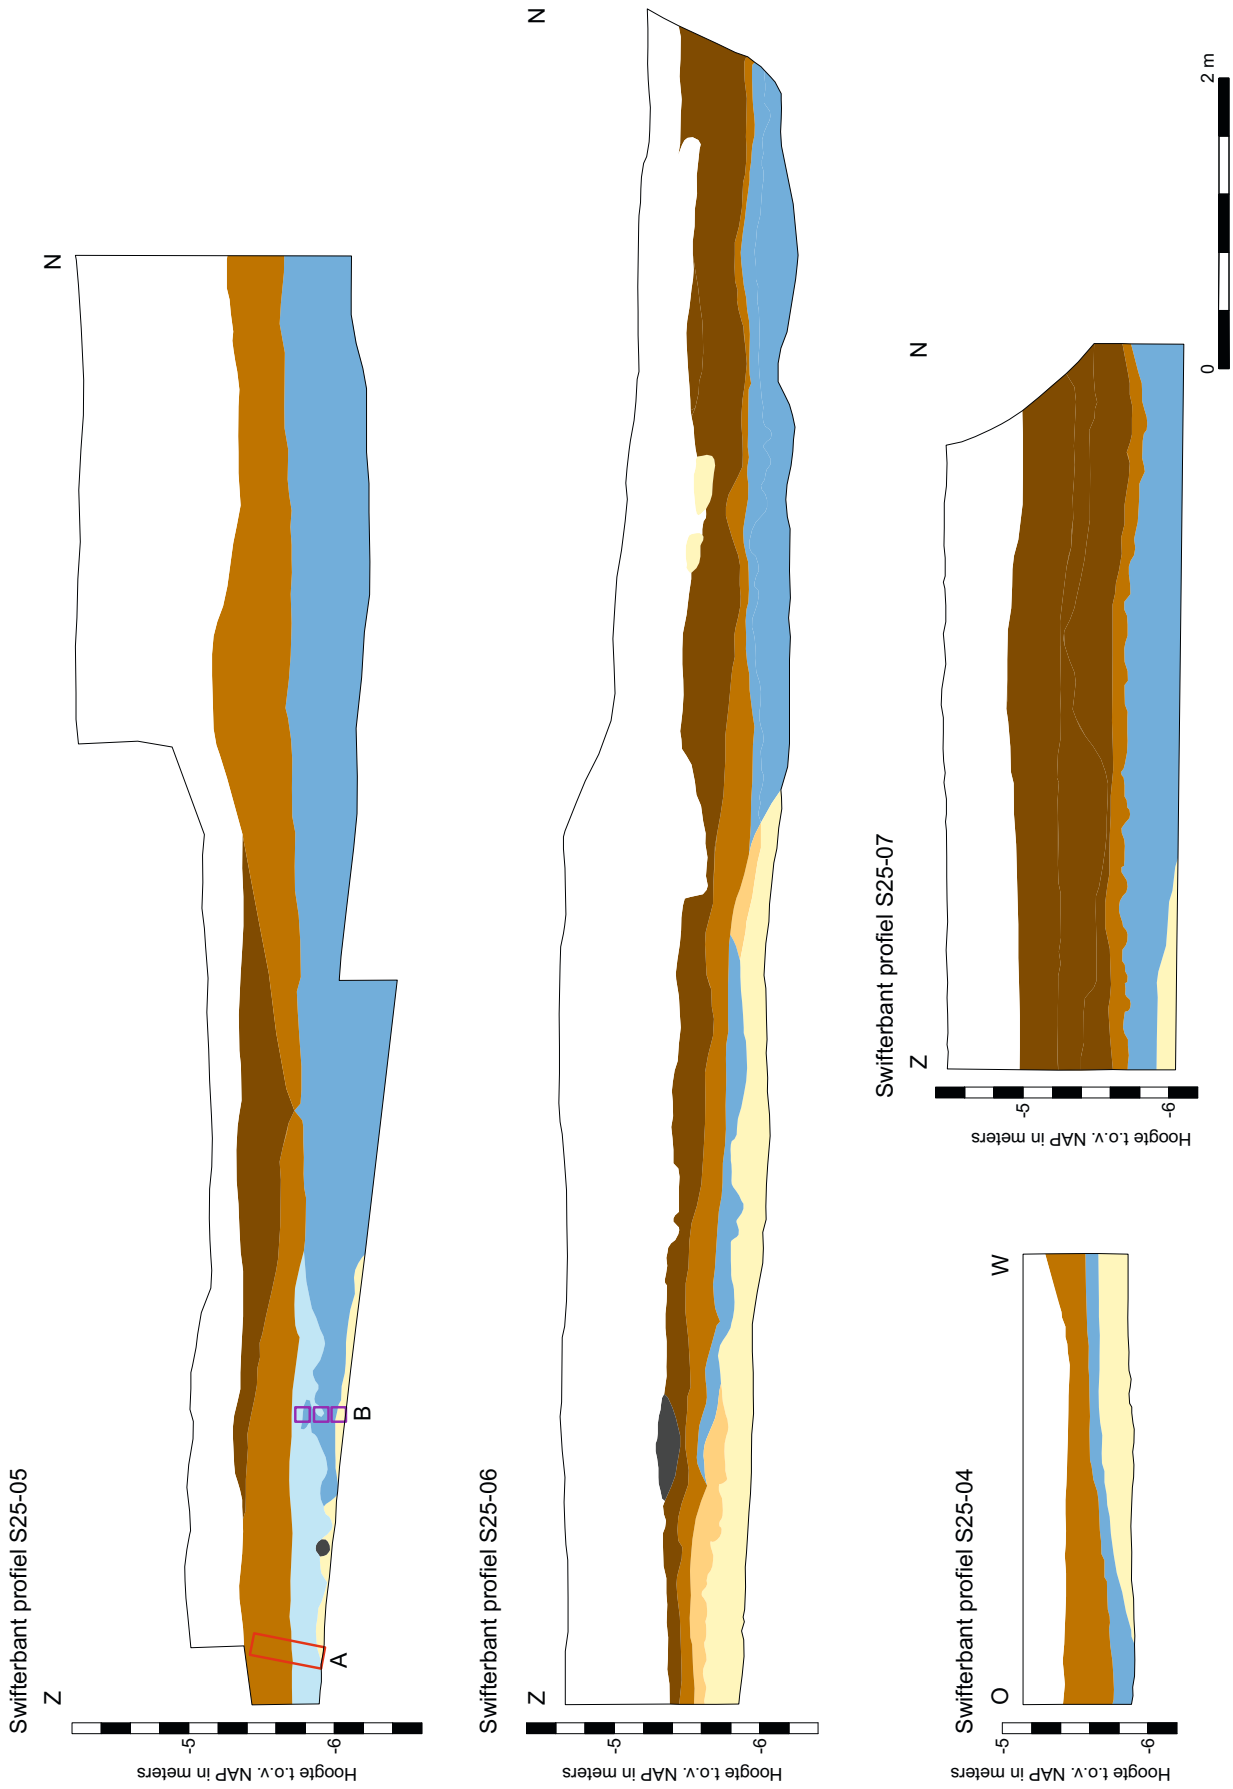 Swifterbant profiel S25-05
Z
N
-5
-6
Hoogte t.o.v. NAP in meters
A
B
Swifterbant profiel S25-06
Z
N
-5
-6
Hoogte t.o.v. NAP in meters
Swifterbant profiel S25-04
O
W
-5
-6
Hoogte t.o.v. NAP in meters
Swifterbant profiel S25-07
Z
N
-5
-6
Hoogte t.o.v. NAP in meters
0
2 m